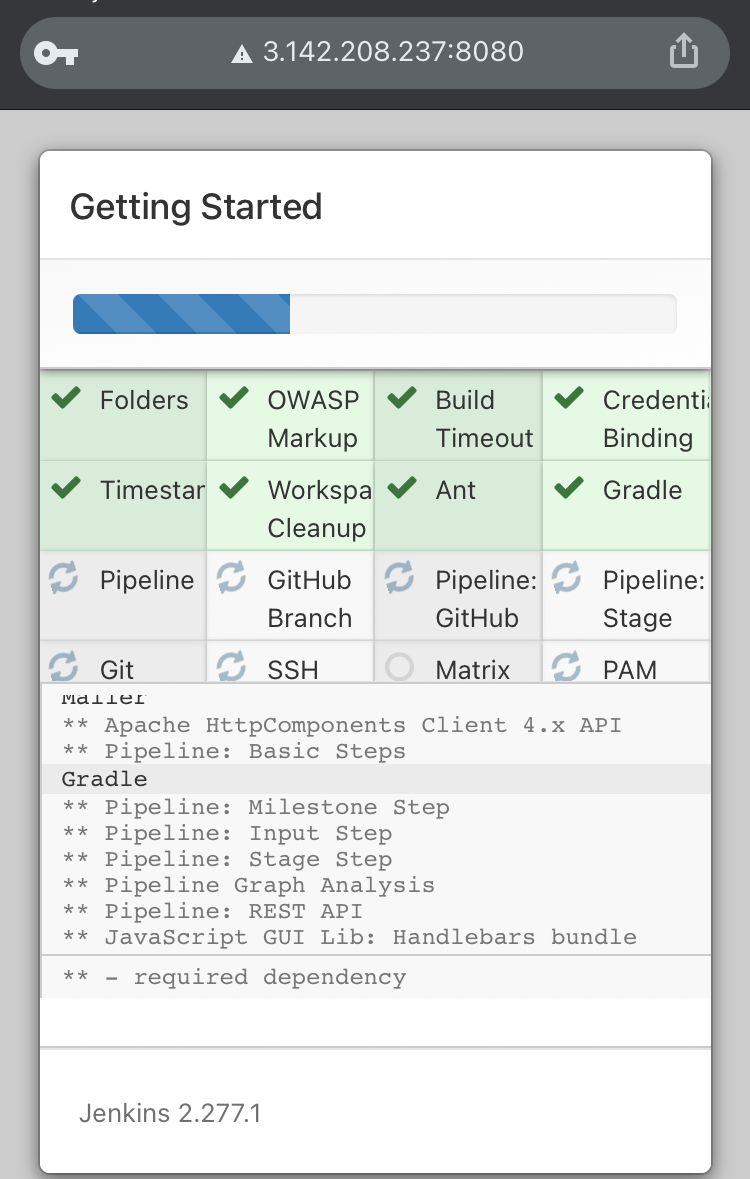 3.142.208.237:8080
Getting Started
Folders
OWASP
Markup
Build
Timeout
Credentia
Binding
Timestam
Workspa
Cleanup
Ant
Gradle
Pipeline
GitHub
Branch
Pipeline:
GitHub
Pipeline:
Stage
Git
SSH
Matrix
PAM
Mailer
** Apache HttpComponents Client 4.x API
** Pipeline: Basic Steps
Gradle
** Pipeline: Milestone Step
** Pipeline: Input Step
** Pipeline: Stage Step
** Pipeline Graph Analysis
** Pipeline: REST API
** JavaScript GUI Lib: Handlebars bundle
** - required dependency
Jenkins 2.277.1